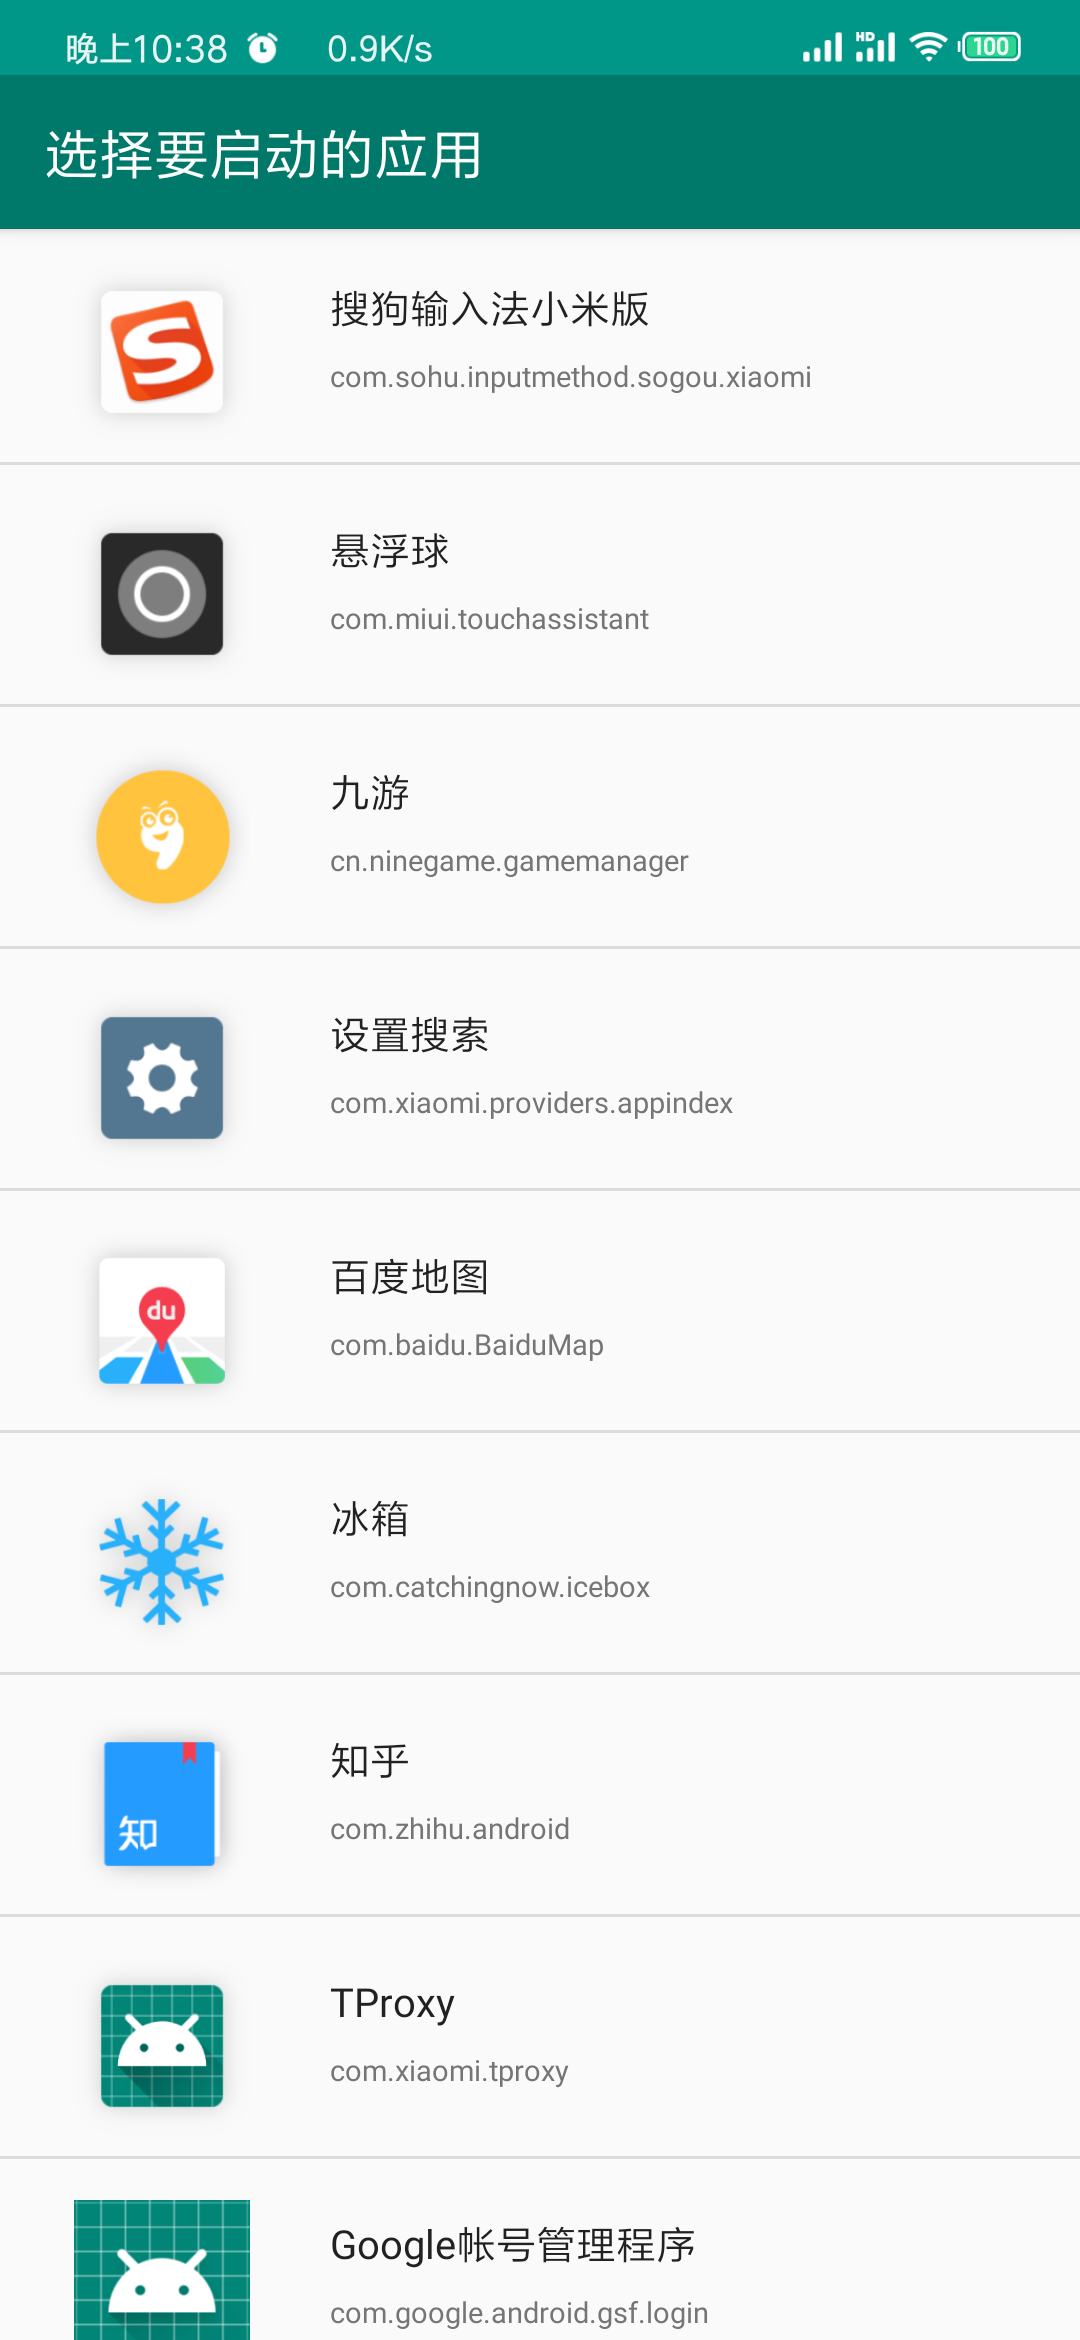 晚上10:38 0.9K/s HD 100
选择要启动的应用
搜狗输入法小米版
com.sohu.inputmethod.sogou.xiaomi
悬浮球
com.miui.touchassistant
九游
cn.ninegame.gamemanager
设置搜索
com.xiaomi.providers.appindex
du
百度地图
com.baidu.BaiduMap
冰箱
com.catchingnow.icebox
知乎
知
com.zhihu.android
TProxy
com.xiaomi.tproxy
Google帐号管理程序
com.google.android.gsf.login